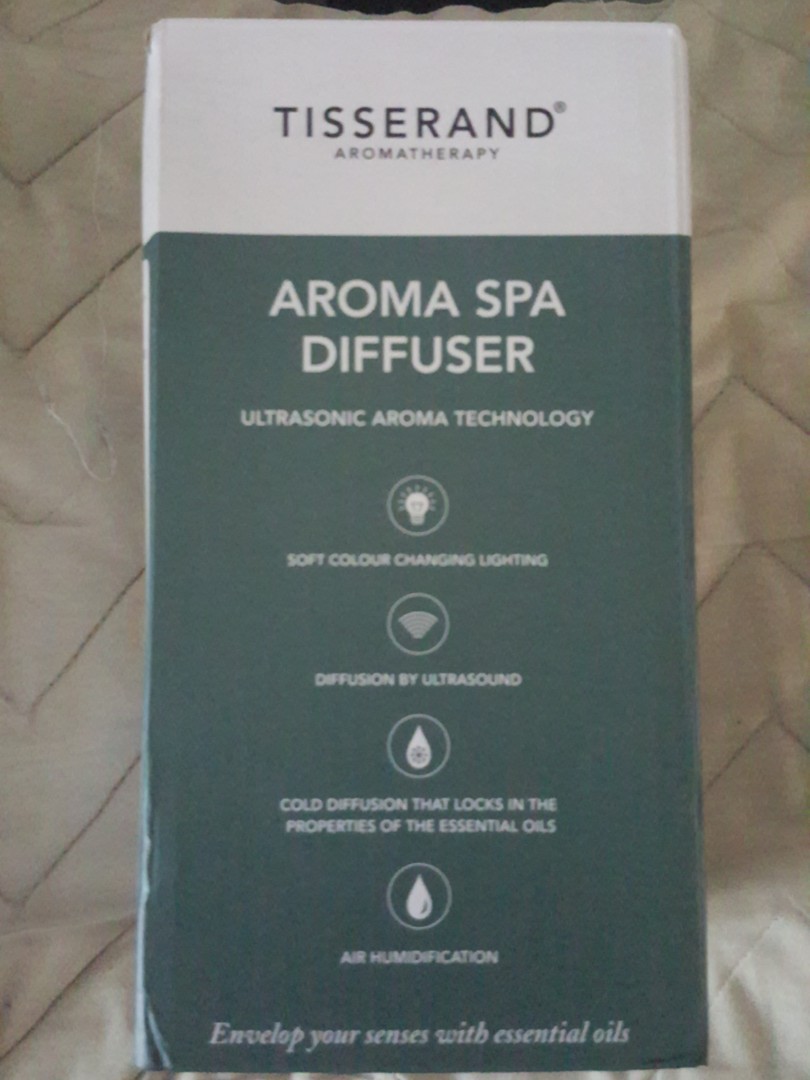 TISSERAND®
AROMATHERAPY
AROMA SPA
DIFFUSER
ULTRASONIC AROMA TECHNOLOGY
SOFT COLOUR CHANGING LIGHTING
DIFFUSION BY ULTRASOUND
COLD DIFFUSION THAT LOCKS IN THE
PROPERTIES OF THE ESSENTIAL OILS
AIR HUMIDIFICATION
Envelop your senses with essential oils